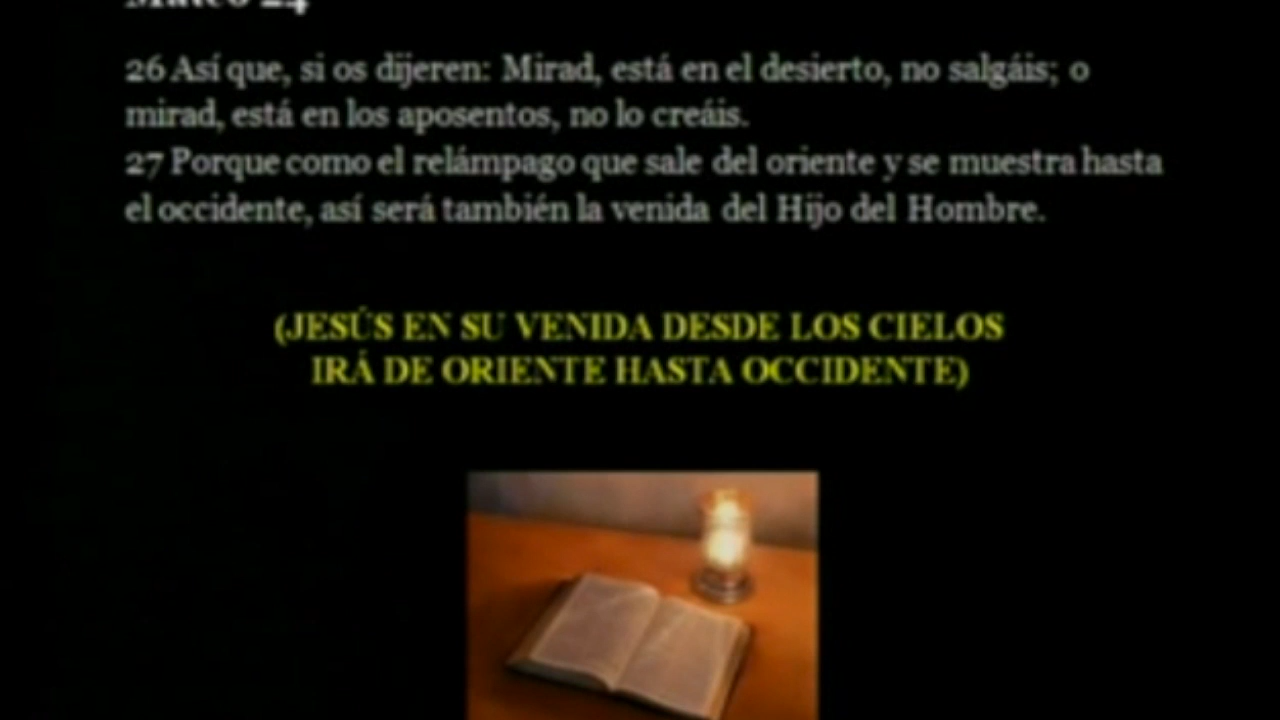 Mateo 24
26 Así que, si os dijeren: Mirad, está en el desierto, no salgáis; o
mirad, está en los aposentos, no lo creáis.
27 Porque como el relámpago que sale del oriente y se muestra hasta
el occidente, así será también la venida del Hijo del Hombre.
(JESÚS EN SU VENIDA DESDE LOS CIELOS
IRÁ DE ORIENTE HASTA OCCIDENTE)